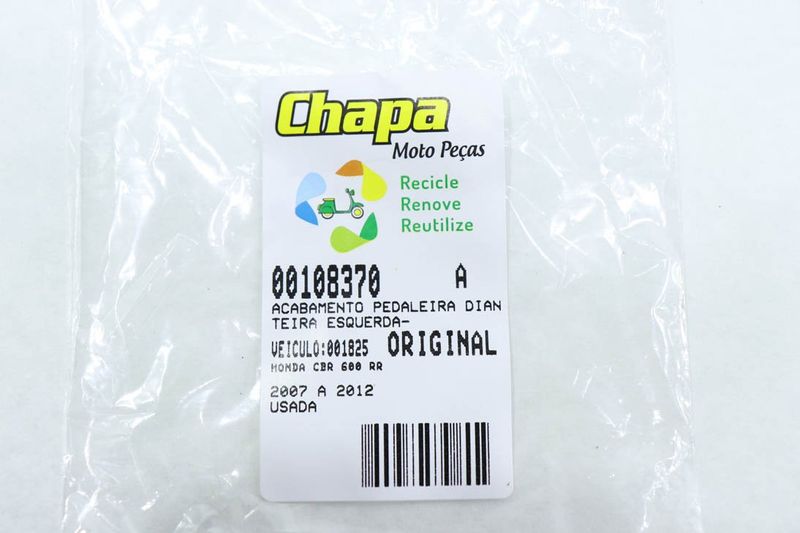 Chapa
Moto Peças
Recicle
Renove
Reutilize
00108370 A
ACABAMENTO PEDALEIRA DIAN
TEIRA ESQUERDA-
VEICULO:001825 ORIGINAL
HONDA CBR 600 RR
2007 A 2012
USADA